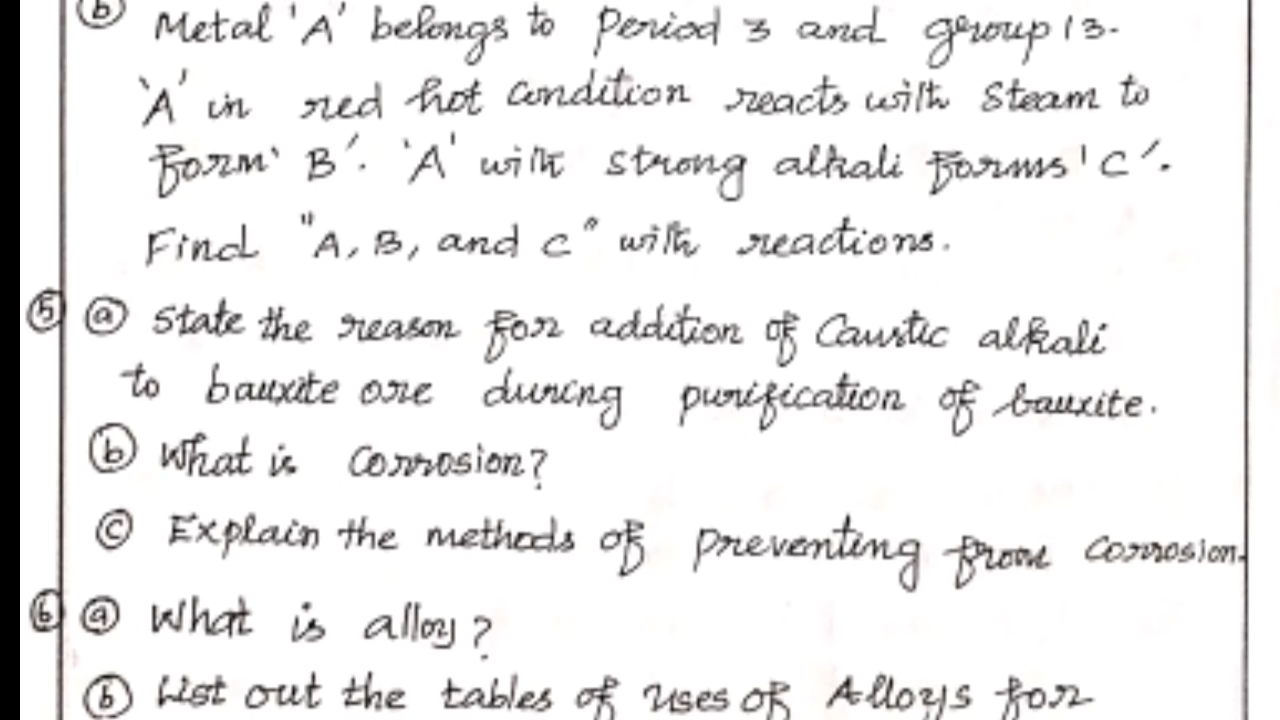 (b) Metal 'A' belongs to Period 3 and group 13.
'A' in red hot condition reacts with steam to
form 'B'. 'A' with strong alkali forms 'C'.
Find "A, B, and C" with reactions.
(5) (a) State the reason for addition of Caustic alkali
to bauxite ore during purification of bauxite.
(b) What is Corrosion?
(c) Explain the methods of preventing from Corrosion.
(6) (a) What is alloy?
(b) List out the tables of uses of Alloys for